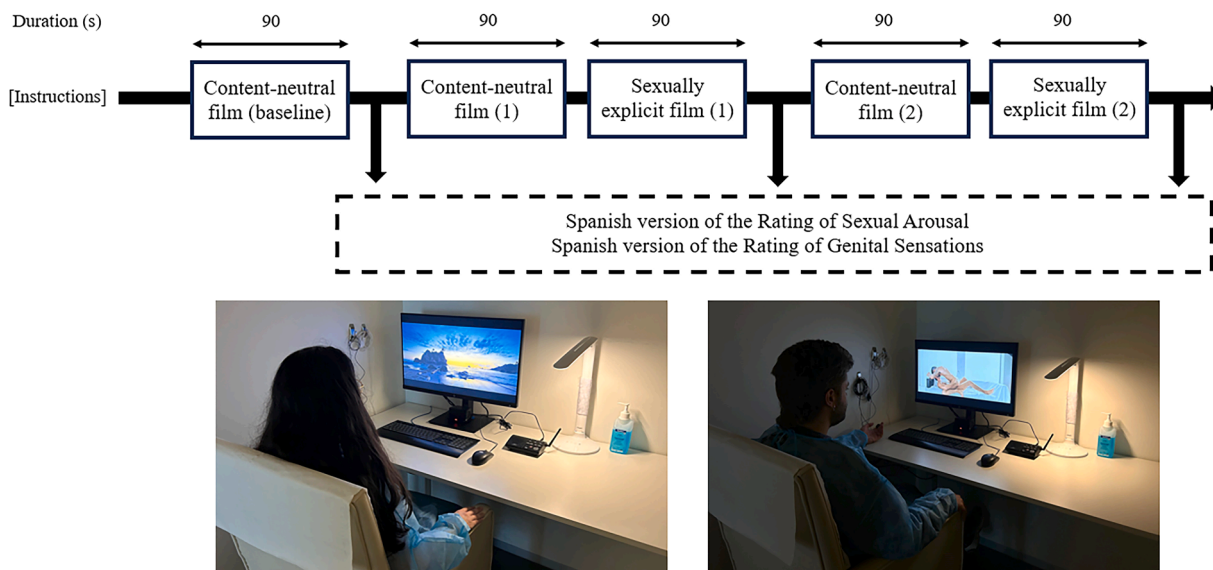 Duration (s)
90
90
90
90
90
[Instructions]
Content-neutral
film (baseline)
Content-neutral
film (1)
Sexually
explicit film (1)
Content-neutral
film (2)
Sexually
explicit film (2)
Spanish version of the Rating of Sexual Arousal
Spanish version of the Rating of Genital Sensations